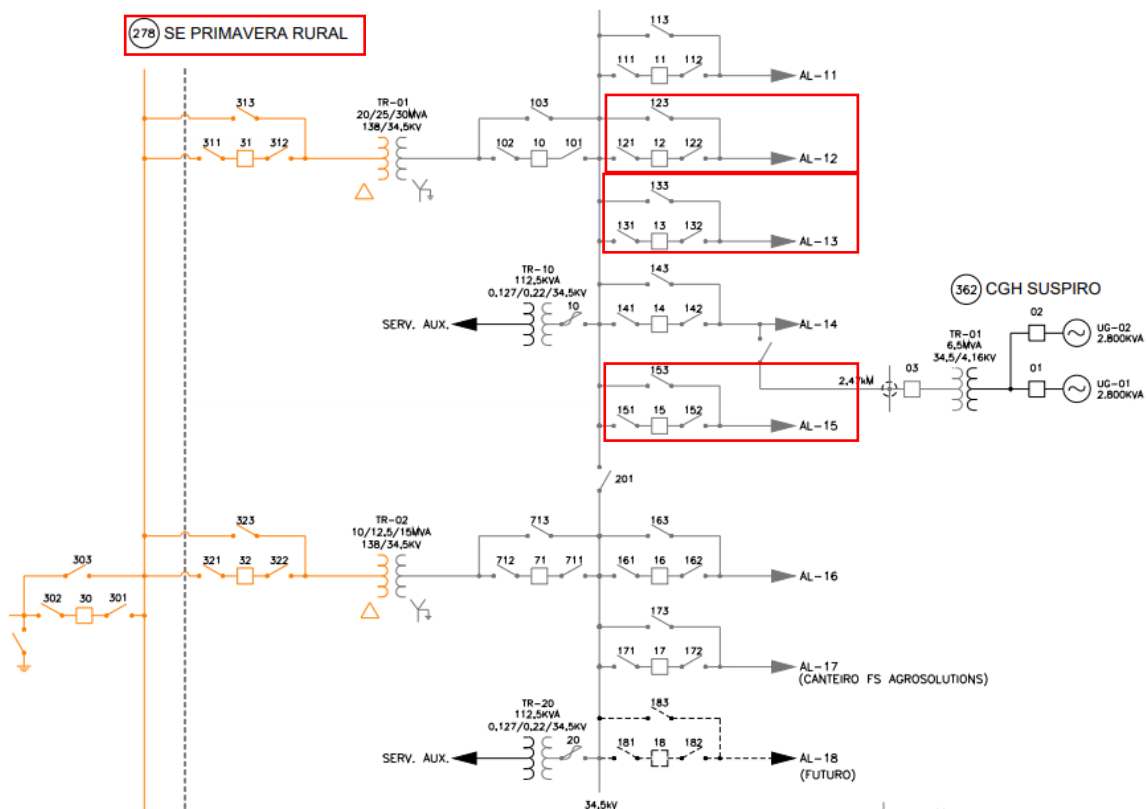 278 SE PRIMAVERA RURAL
113
111 11 112
AL-11
313
311 31 312
TR-01
20/25/30MVA
138/34,5KV
103
102 10 101
123
121 12 122
AL-12
133
131 13 132
AL-13
TR-10
112,5KVA
0,127/0,22/34,5KV
10
SERV. AUX.
143
141 14 142
AL-14
362 CGH SUSPIRO
02
UG-02
2.800KVA
TR-01
6,5MVA
34,5/4,16KV
01
UG-01
2.800KVA
2,47kM
03
153
151 15 152
AL-15
201
323
321 32 322
TR-02
10/12,5/15MVA
138/34,5KV
713
712 71 711
163
161 16 162
AL-16
303
302 30 301
173
171 17 172
AL-17
(CANTEIRO FS AGROSOLUTIONS)
TR-20
112,5KVA
0,127/0,22/34,5KV
20
SERV. AUX.
183
181 18 182
AL-18
(FUTURO)
34,5kV